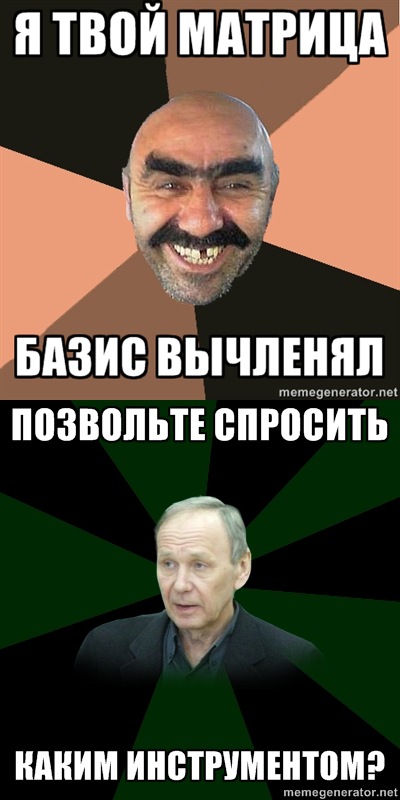 Я ТВОЙ МАТРИЦА
БАЗИС ВЫЧЛЕНЯЛ
memegenerator.net
ПОЗВОЛЬТЕ СПРОСИТЬ
КАКИМ ИНСТРУМЕНТОМ?
memegenerator.net